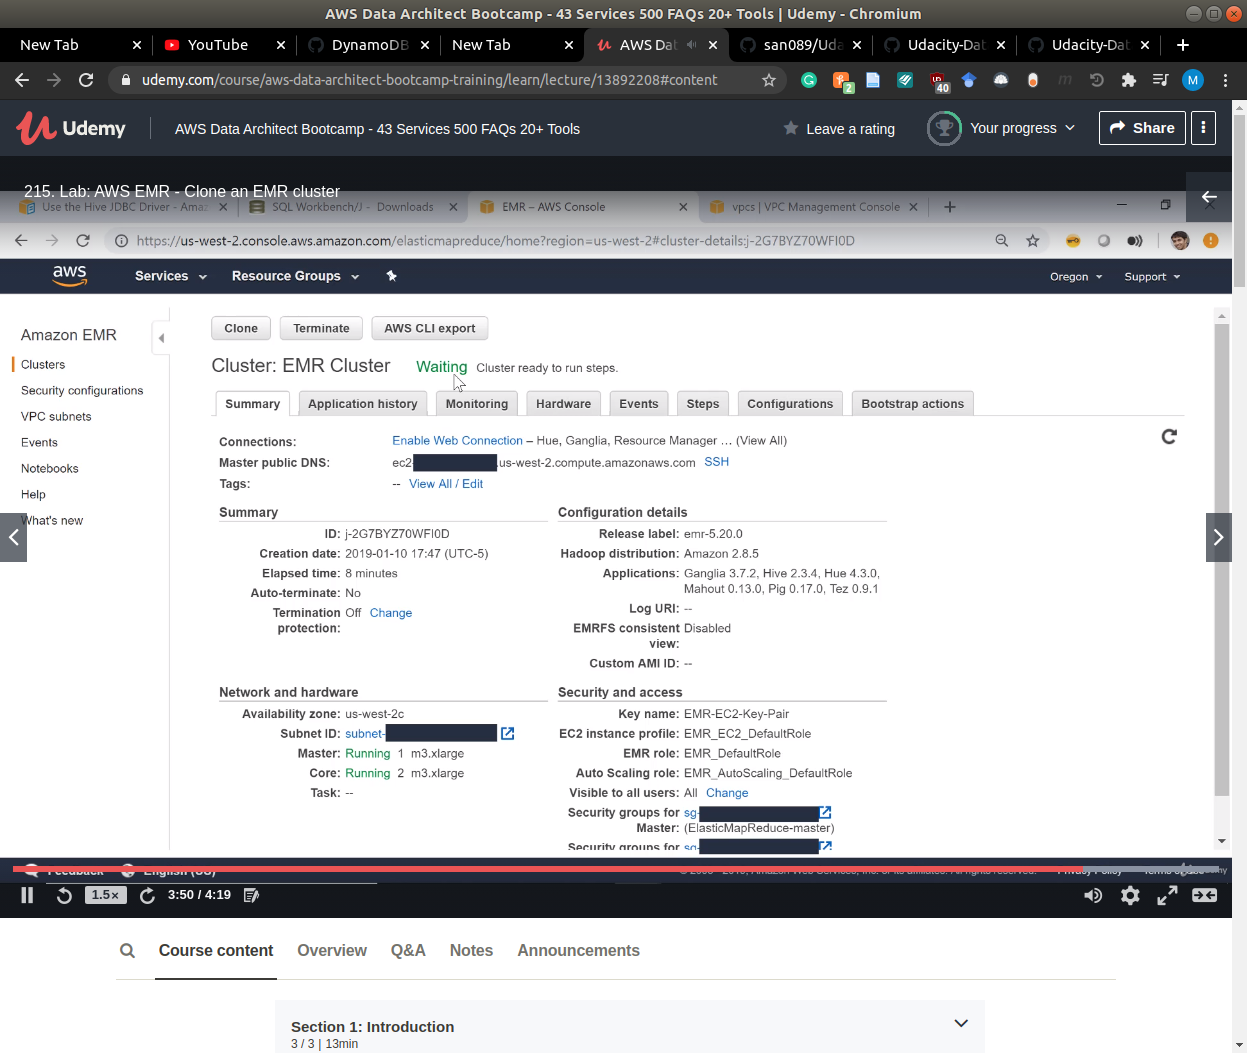 AWS Data Architect Bootcamp - 43 Services 500 FAQs 20+ Tools | Udemy - Chromium
New Tab YouTube DynamoDB New Tab AWS Dat san089/Uda Udacity-Dat Udacity-Dat
udemy.com/course/aws-data-architect-bootcamp-training/learn/lecture/13892208#content 2 40 M
Udemy AWS Data Architect Bootcamp - 43 Services 500 FAQs 20+ Tools Leave a rating Your progress Share
215. Lab: AWS EMR - Clone an EMR cluster
Use the Hive JDBC Driver - Amaz SQL Workbench/J - Downloads EMR – AWS Console vpcs | VPC Management Console
https://us-west-2.console.aws.amazon.com/elasticmapreduce/home?region=us-west-2#cluster-details:j-2G7BYZ70WFI0D
aws Services Resource Groups Oregon Support
Amazon EMR
Clusters
Security configurations
VPC subnets
Events
Notebooks
Help
What's new
Clone Terminate AWS CLI export
Cluster: EMR Cluster Waiting Cluster ready to run steps.
Summary Application history Monitoring Hardware Events Steps Configurations Bootstrap actions
Connections: Enable Web Connection – Hue, Ganglia, Resource Manager ... (View All)
Master public DNS: ec2- .us-west-2.compute.amazonaws.com SSH
Tags: -- View All / Edit
Summary
ID: j-2G7BYZ70WFI0D
Creation date: 2019-01-10 17:47 (UTC-5)
Elapsed time: 8 minutes
Auto-terminate: No
Termination protection: Off Change
Configuration details
Release label: emr-5.20.0
Hadoop distribution: Amazon 2.8.5
Applications: Ganglia 3.7.2, Hive 2.3.4, Hue 4.3.0,
Mahout 0.13.0, Pig 0.17.0, Tez 0.9.1
Log URI: --
EMRFS consistent view: Disabled
Custom AMI ID: --
Network and hardware
Availability zone: us-west-2c
Subnet ID: subnet-
Master: Running 1 m3.xlarge
Core: Running 2 m3.xlarge
Task: --
Security and access
Key name: EMR-EC2-Key-Pair
EC2 instance profile: EMR_EC2_DefaultRole
EMR role: EMR_DefaultRole
Auto Scaling role: EMR_AutoScaling_DefaultRole
Visible to all users: All Change
Security groups for sg-
Master: (ElasticMapReduce-master)
Security groups for sg-
Feedback English (US)
Privacy Policy
1.5× 3:50 / 4:19
Course content Overview Q&A Notes Announcements
Section 1: Introduction
3 / 3 | 13min